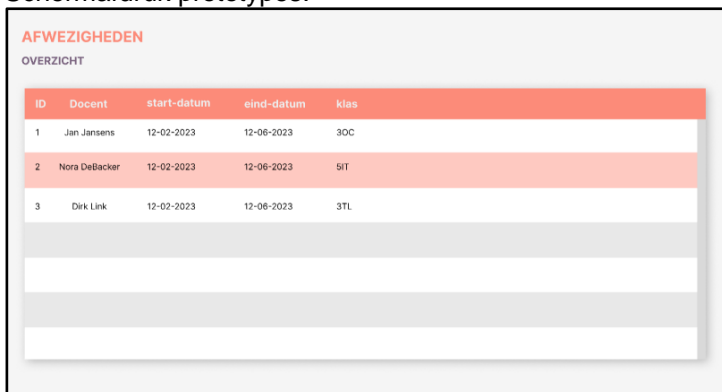 Schermafdruk prototypes:
AFWEZIGHEDEN
OVERZICHT
ID Docent start-datum eind-datum klas
1 Jan Jansens 12-02-2023 12-06-2023 3OC
2 Nora DeBacker 12-02-2023 12-06-2023 5IT
3 Dirk Link 12-02-2023 12-06-2023 3TL